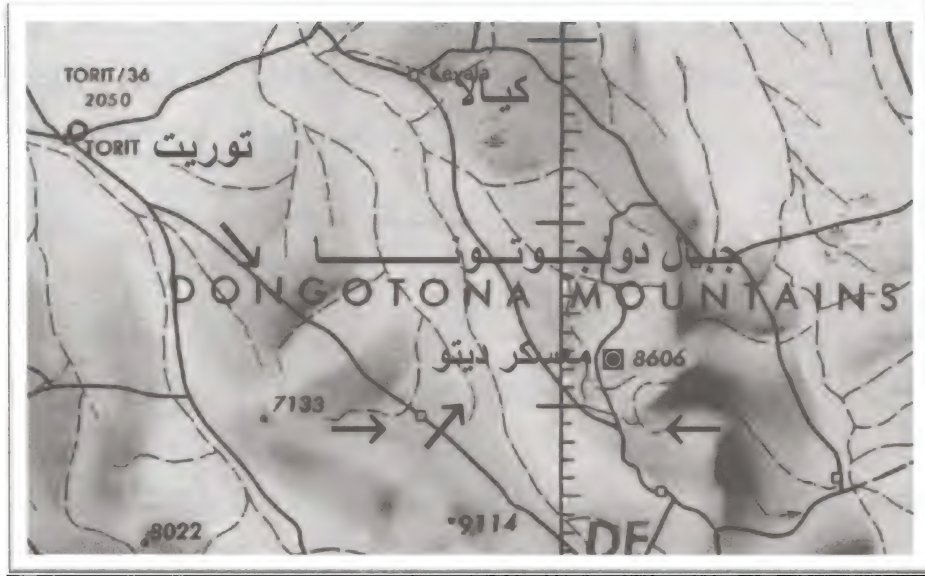 TORIT/36
2050
Keyala
كيالا
TORIT توريت
جبال دونجوتونا
DONGOTONA MOUNTAINS
معسكر ديتو 8606
7133
8022
9114
DE